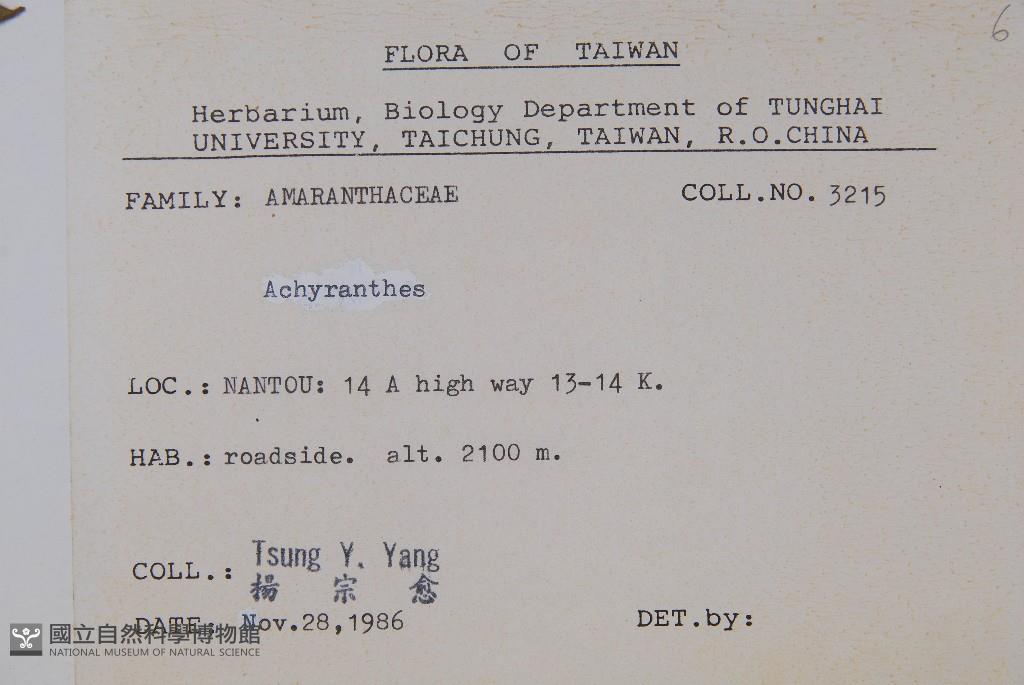 6
FLORA OF TAIWAN
Herbarium, Biology Department of TUNGHAI
UNIVERSITY, TAICHUNG, TAIWAN, R.O.CHINA
FAMILY: AMARANTHACEAE COLL.NO. 3215
Achyranthes
LOC.: NANTOU: 14 A high way 13-14 K.
HAB.: roadside. alt. 2100 m.
COLL.: Tsung Y. Yang
楊宗愈
DATE: Nov.28,1986 DET.by:
國立自然科學博物館
NATIONAL MUSEUM OF NATURAL SCIENCE